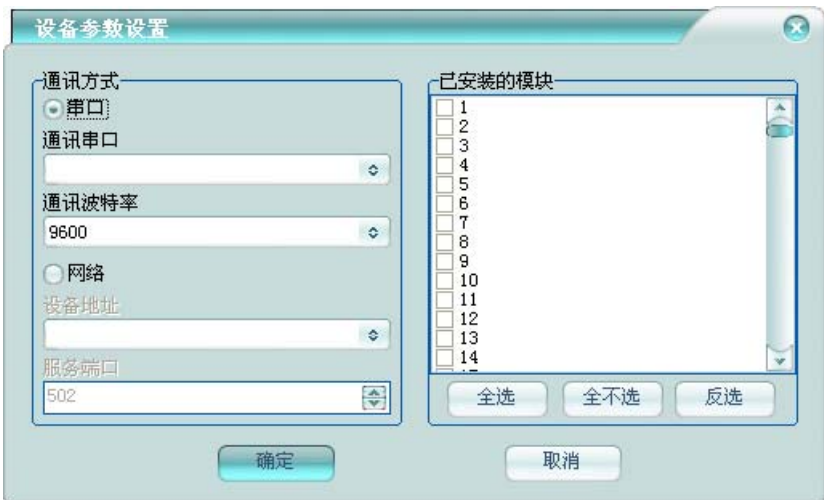 设备参数设置
通讯方式
串口
通讯串口
通讯波特率
9600
网络
设备地址
服务端口
502
已安装的模块
1
2
3
4
5
6
7
8
9
10
11
12
13
14
全选
全不选
反选
确定
取消